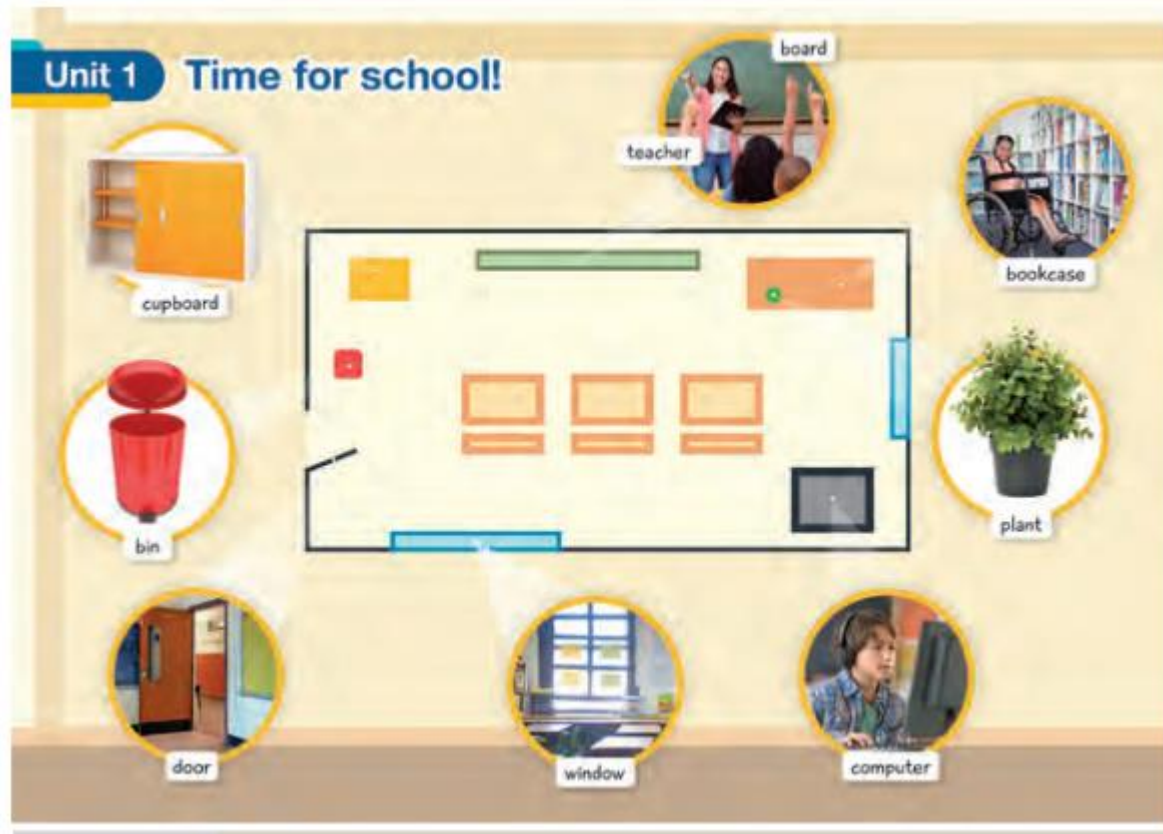 Unit 1 Time for school!
board
teacher
bookcase
cupboard
plant
bin
door
window
computer